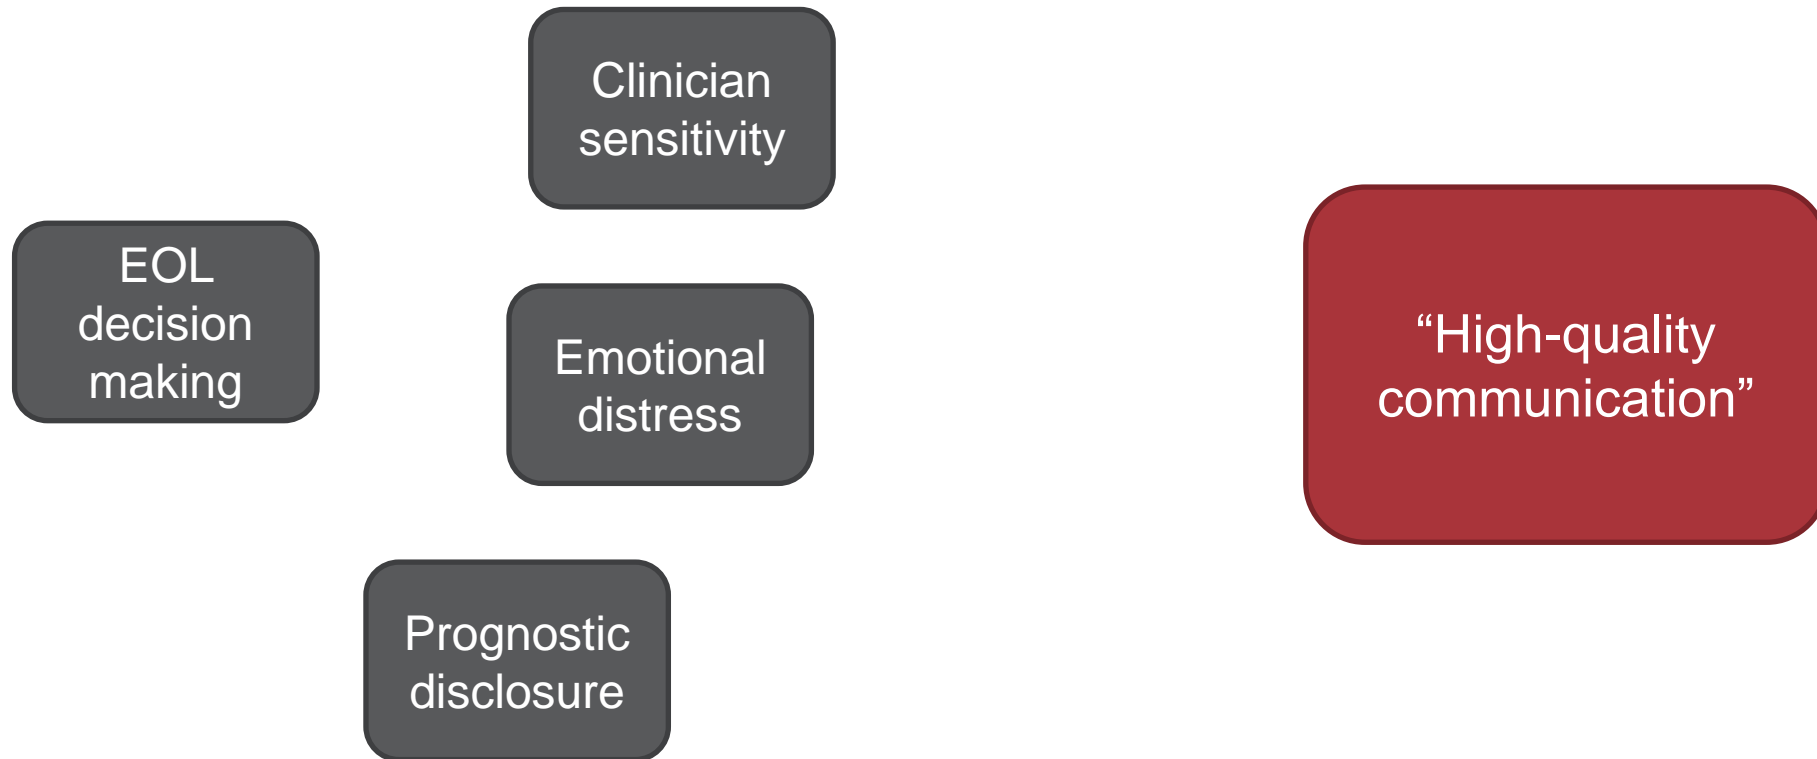 Clinician
sensitivity
EOL
decision
making
Emotional
distress
Prognostic
disclosure
“High-quality
communication”